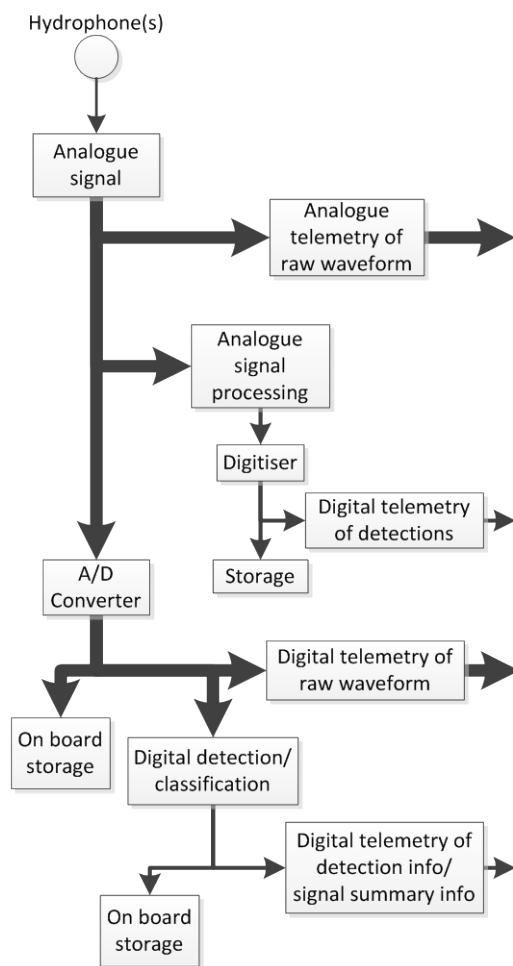 Hydrophone(s)
Analogue
signal
Analogue
telemetry of
raw waveform
Analogue
signal
processing
Digitiser
Digital telemetry
of detections
Storage
A/D
Converter
Digital telemetry of
raw waveform
On board
storage
Digital detection/
classification
Digital telemetry of
detection info/
signal summary info
On board
storage